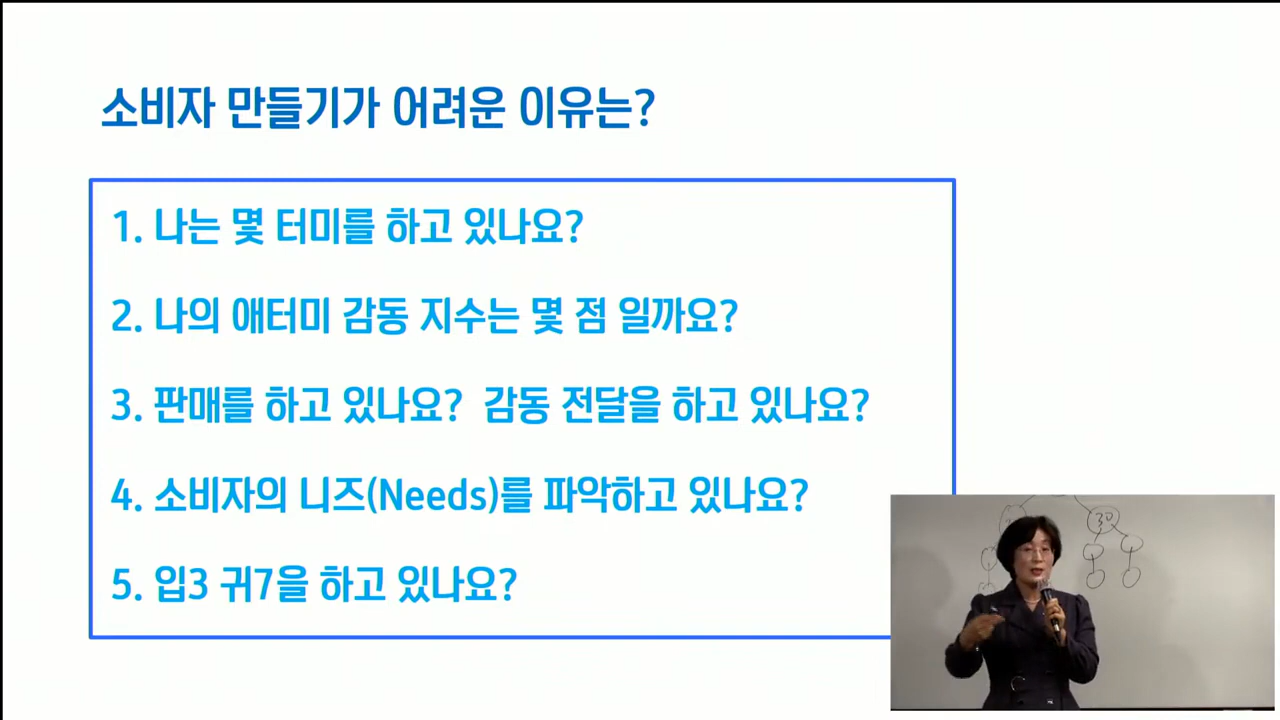 소비자 만들기가 어려운 이유는?
1. 나는 몇 터미를 하고 있나요?
2. 나의 애터미 감동 지수는 몇 점 일까요?
3. 판매를 하고 있나요? 감동 전달을 하고 있나요?
4. 소비자의 니즈(Needs)를 파악하고 있나요?
5. 입3 귀7을 하고 있나요?
30